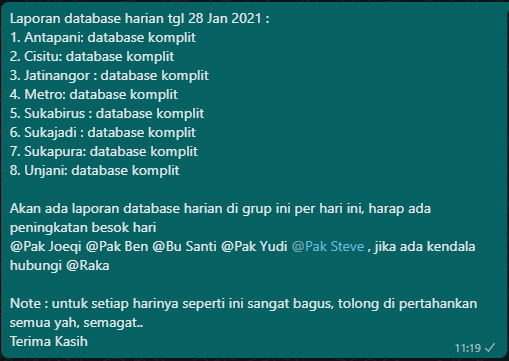 Laporan database harian tgl 28 Jan 2021 :
1. Antapani: database komplit
2. Cisitu: database komplit
3. Jatinangor : database komplit
4. Metro: database komplit
5. Sukabirus : database komplit
6. Sukajadi : database komplit
7. Sukapura: database komplit
8. Unjani: database komplit
Akan ada laporan database harian di grup ini per hari ini, harap ada
peningkatan besok hari
@Pak Joeqi @Pak Ben @Bu Santi @Pak Yudi @Pak Steve , jika ada kendala
hubungi @Raka
Note : untuk setiap harinya seperti ini sangat bagus, tolong di pertahankan
semua yah, semagat..
Terima Kasih
11:19